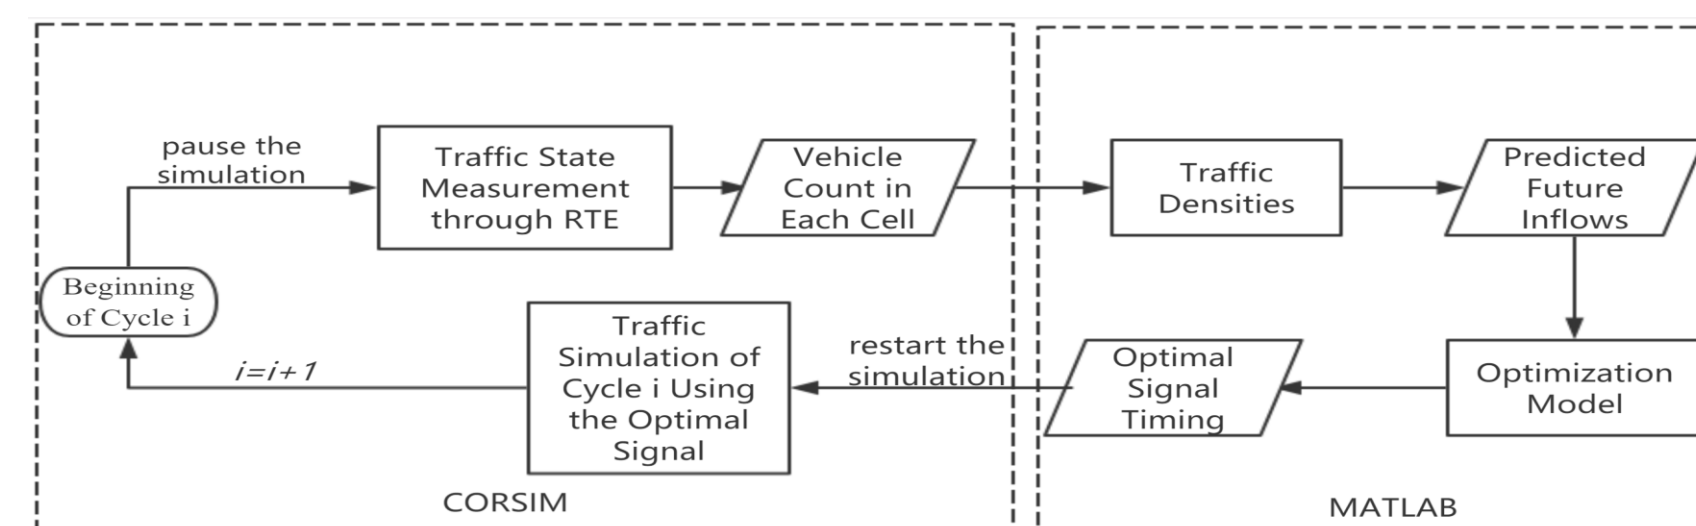 pause the
simulation
Traffic State
Measurement
through RTE
Vehicle
Count in
Each Cell
Traffic
Densities
Predicted
Future
Inflows
Beginning
of Cycle i
i=i+1
Traffic
Simulation of
Cycle i Using
the Optimal
Signal
restart the
simulation
Optimal
Signal
Timing
Optimization
Model
CORSIM
MATLAB